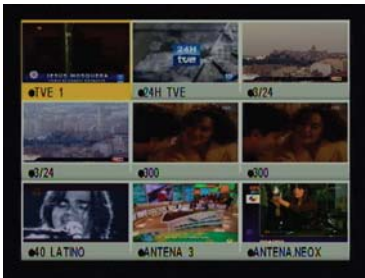 JESUS MOSQUERA
24H
tve
●TVE 1
●24H TVE
●3/24
●3/24
●300
●300
●40 LATINO
●ANTENA 3
●ANTENA.NEOX